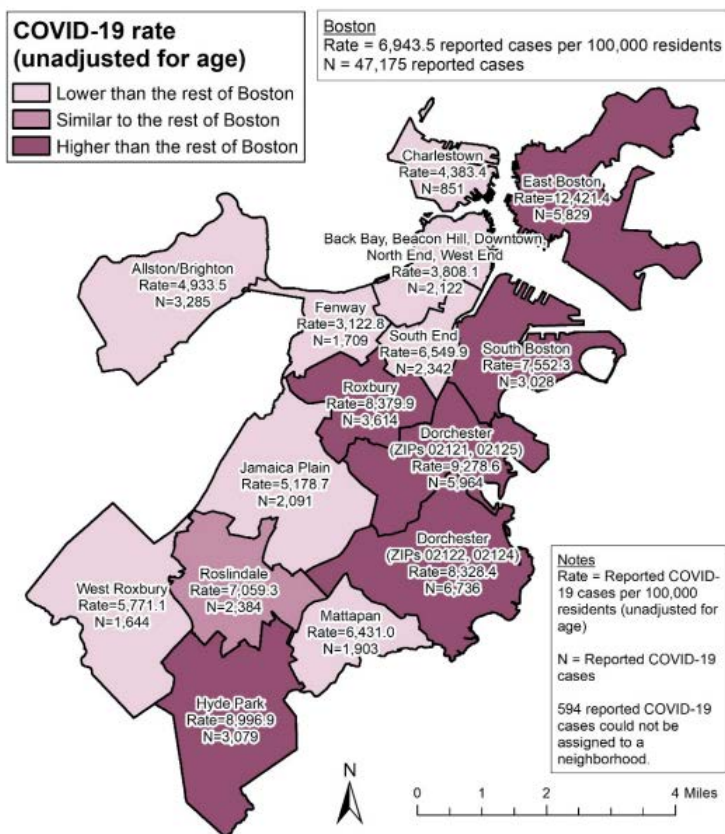 COVID-19 rate
(unadjusted for age)
Lower than the rest of Boston
Similar to the rest of Boston
Higher than the rest of Boston
Boston
Rate = 6,943.5 reported cases per 100,000 residents
N = 47,175 reported cases
Charlestown
Rate=4,383.4
N=851
East Boston
Rate=12,421.4
N=5,829
Back Bay, Beacon Hill, Downtown,
North End, West End
Rate=3,808.1
N=2,122
Allston/Brighton
Rate=4,933.5
N=3,285
Fenway
Rate=3,122.8
N=1,709
South End
Rate=6,549.9
N=2,342
South Boston
Rate=7,552.3
N=3,028
Roxbury
Rate=8,379.9
N=3,614
Dorchester
(ZIPs 02121, 02125)
Rate=9,278.6
N=5,964
Jamaica Plain
Rate=5,178.7
N=2,091
Dorchester
(ZIPs 02122, 02124)
Rate=8,328.4
N=6,736
West Roxbury
Rate=5,771.1
N=1,644
Roslindale
Rate=7,059.3
N=2,384
Mattapan
Rate=6,431.0
N=1,903
Hyde Park
Rate=8,996.9
N=3,079
Notes
Rate = Reported COVID-
19 cases per 100,000
residents (unadjusted for
age)
N = Reported COVID-19
cases
594 reported COVID-19
cases could not be
assigned to a
neighborhood.
N
0 1 2 4 Miles